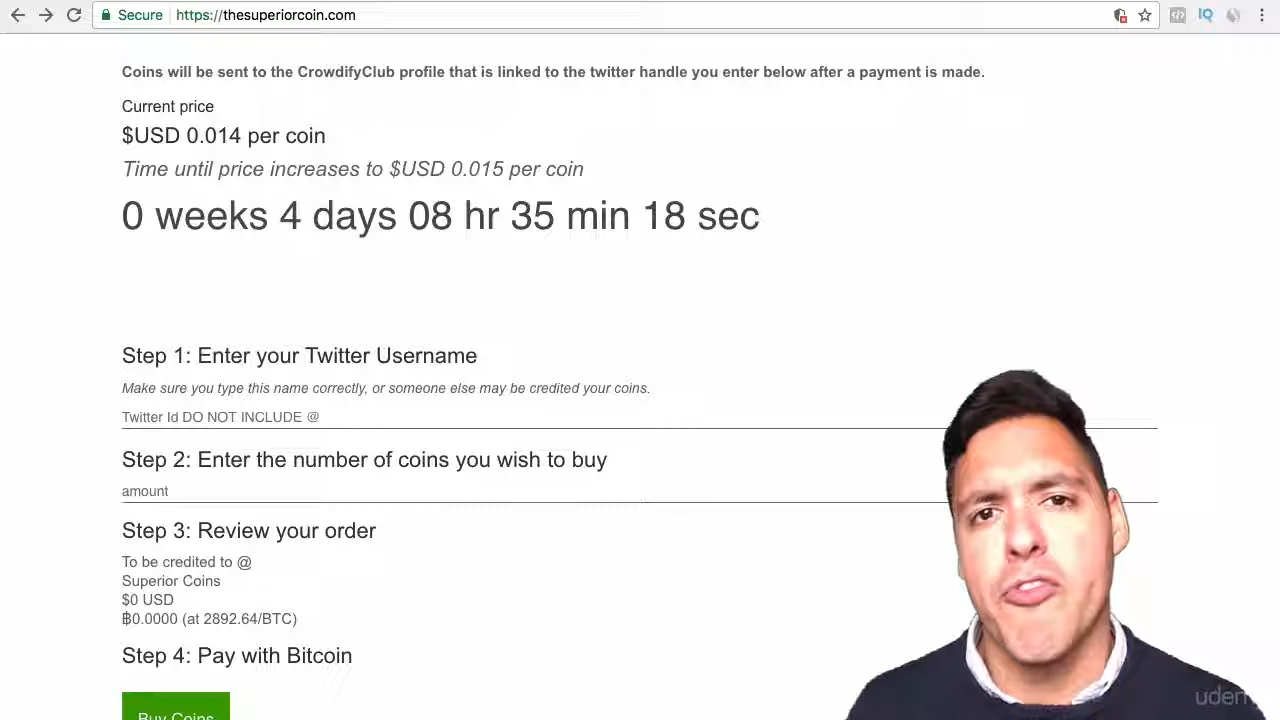 Secure https://thesuperiorcoin.com
Coins will be sent to the CrowdifyClub profile that is linked to the twitter handle you enter below after a payment is made.
Current price
$USD 0.014 per coin
Time until price increases to $USD 0.015 per coin
0 weeks 4 days 08 hr 35 min 18 sec
Step 1: Enter your Twitter Username
Make sure you type this name correctly, or someone else may be credited your coins.
Twitter Id DO NOT INCLUDE @
Step 2: Enter the number of coins you wish to buy
amount
Step 3: Review your order
To be credited to @
Superior Coins
$0 USD
฿0.0000 (at 2892.64/BTC)
Step 4: Pay with Bitcoin
Buy Coins